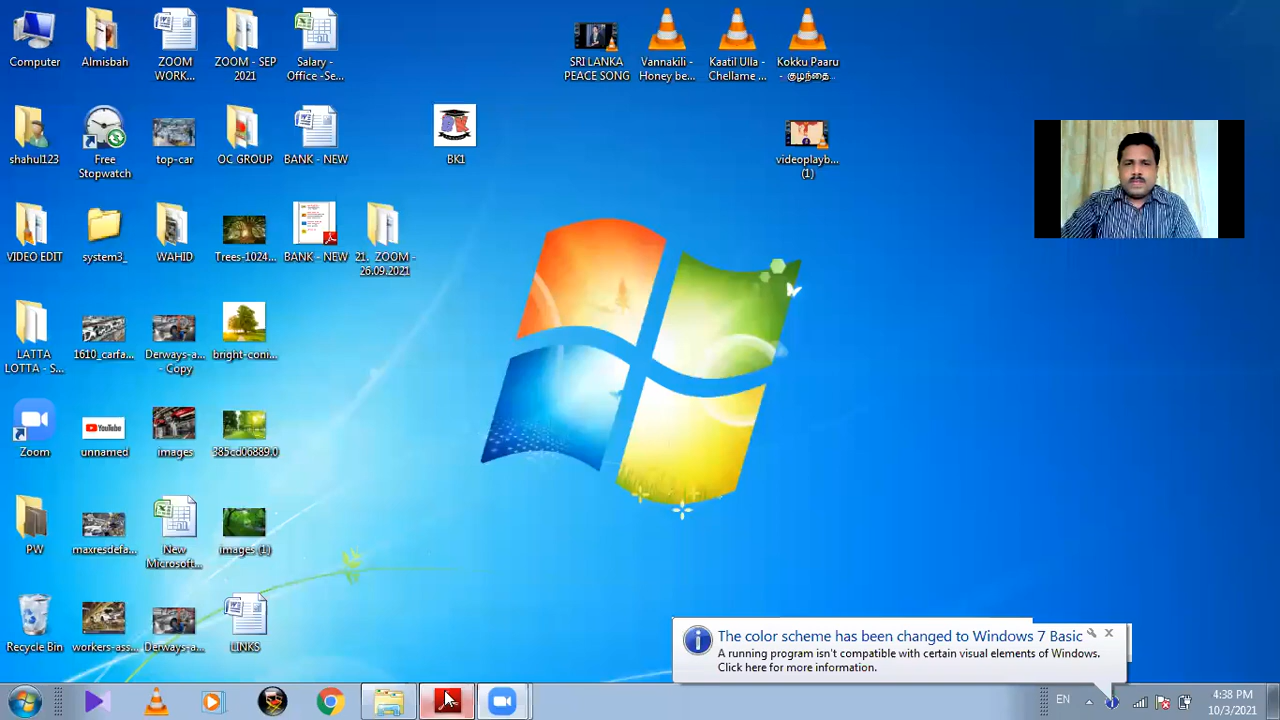 Computer
Almisbah
ZOOM
WORK...
ZOOM - SEP
2021
Salary -
Office -Se...
SRI LANKA
PEACE SONG
Vannakili -
Honey be...
Kaatil Ulla -
Chellame ...
Kokku Paaru
- குழந்தை...
shahul123
Free
Stopwatch
top-car
OC GROUP
BANK - NEW
BK1
videoplayb...
(1)
VIDEO EDIT
system3_
WAHID
Trees-1024...
BANK - NEW
21. ZOOM -
26.09.2021
LATTA
LOTTA - S...
1610_carfa...
Derways-a...
- Copy
bright-coni...
Zoom
YouTube
unnamed
images
385cd06889.0
PW
maxresdefa...
New
Microsoft...
images (1)
Recycle Bin
workers-ass...
Derways-a...
LINKS
The color scheme has been changed to Windows 7 Basic
A running program isn't compatible with certain visual elements of Windows.
Click here for more information.
EN
4:38 PM
10/3/2021